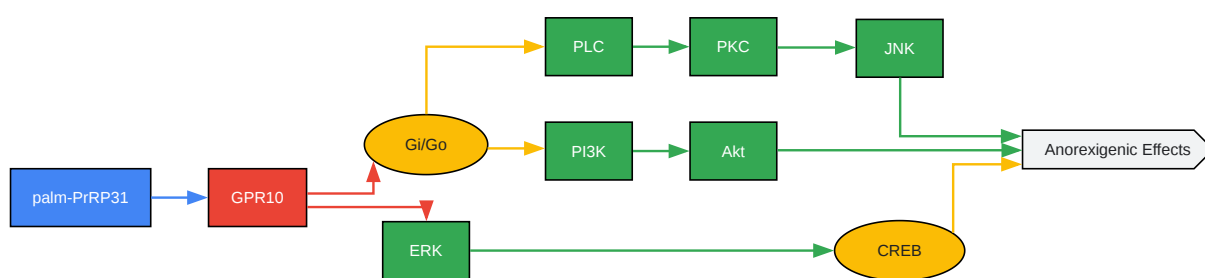 PLC
PKC
JNK
Gi/Go
PI3K
Akt
Anorexigenic Effects
palm-PrRP31
GPR10
ERK
CREB